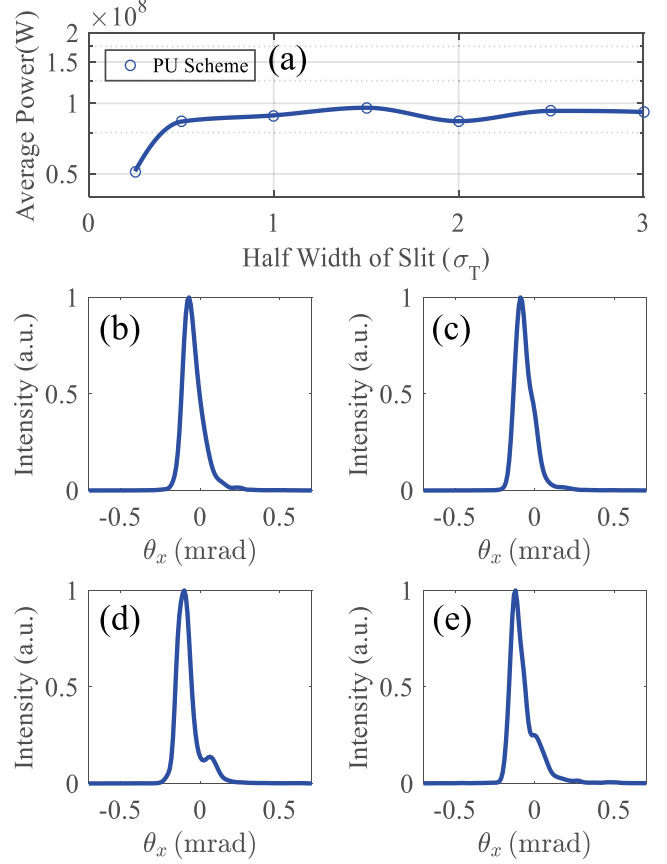 ×10⁸
2
1.5
1
0.5
Average Power(W)
PU Scheme
(a)
0 1 2 3
Half Width of Slit (σ_T)
(b)
1
0.5
0
Intensity (a.u.)
-0.5 0 0.5
θ_x (mrad)
(c)
1
0.5
0
Intensity (a.u.)
-0.5 0 0.5
θ_x (mrad)
(d)
1
0.5
0
Intensity (a.u.)
-0.5 0 0.5
θ_x (mrad)
(e)
1
0.5
0
Intensity (a.u.)
-0.5 0 0.5
θ_x (mrad)